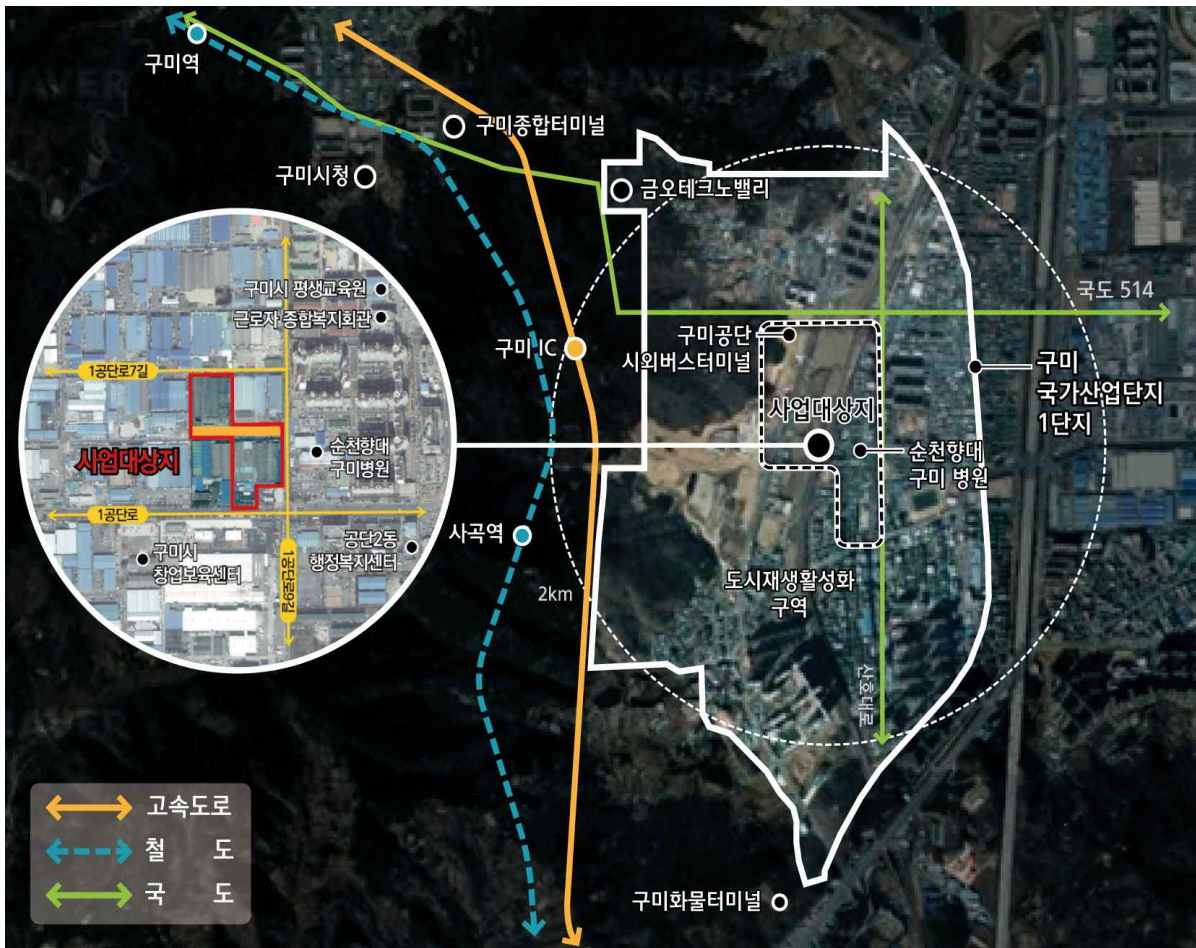 구미역
구미종합터미널
구미시청
금오테크노밸리
국도 514
구미시 평생교육원
근로자 종합복지회관
구미 IC
구미공단
시외버스터미널
구미
국가산업단지
1단지
1공단로7길
사업대상지
사업대상지
순천향대
구미병원
순천향대
구미 병원
1공단로
사곡역
구미시
창업보육센터
공단2동
행정복지센터
1공단로9길
2km
도시재생활성화
구역
산호대로
고속도로
철 도
국 도
구미화물터미널